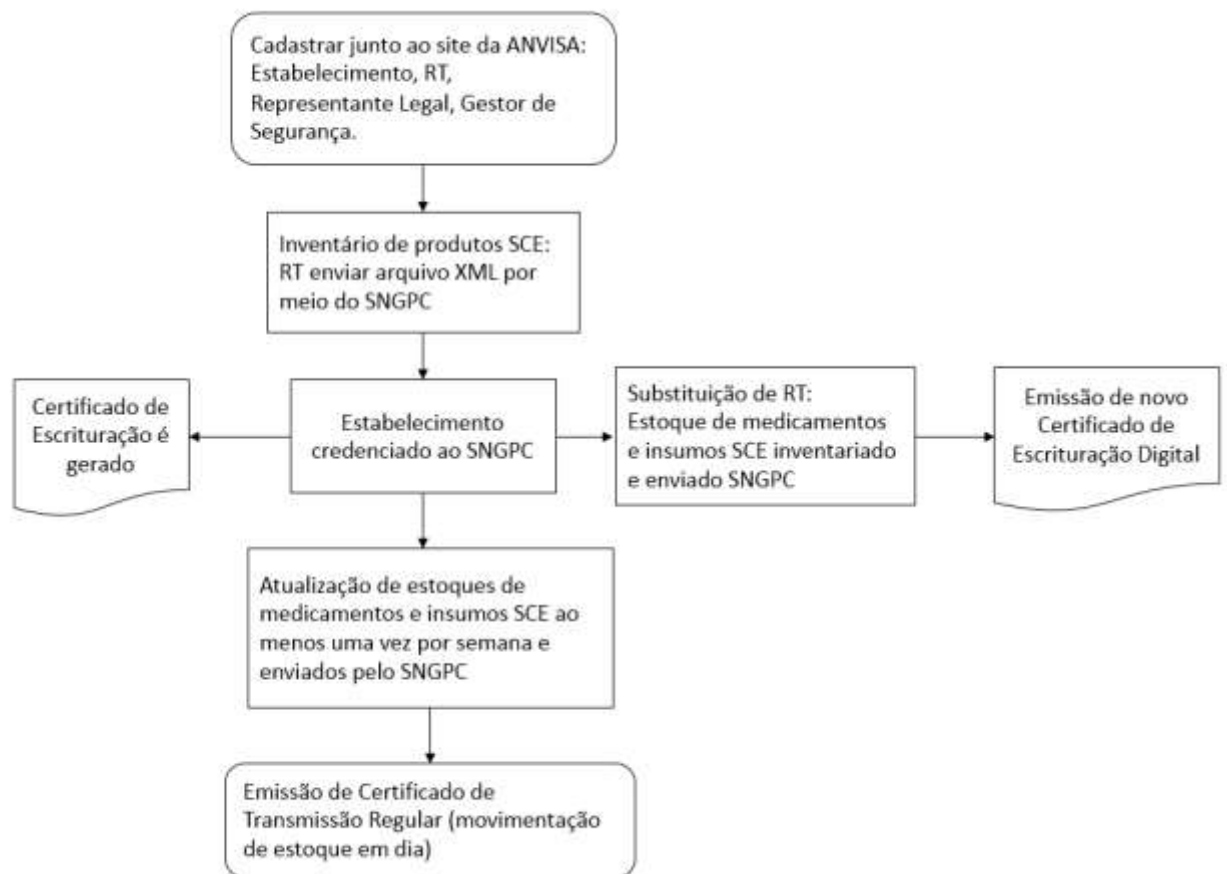 Cadastrar junto ao site da ANVISA:
Estabelecimento, RT,
Representante Legal, Gestor de
Segurança.
Inventário de produtos SCE:
RT enviar arquivo XML por
meio do SNGPC
Certificado de
Escrituração é
gerado
Estabelecimento
credenciado ao SNGPC
Substituição de RT:
Estoque de medicamentos
e insumos SCE inventariado
e enviado SNGPC
Emissão de novo
Certificado de
Escrituração Digital
Atualização de estoques de
medicamentos e insumos SCE ao
menos uma vez por semana e
enviados pelo SNGPC
Emissão de Certificado de
Transmissão Regular (movimentação
de estoque em dia)